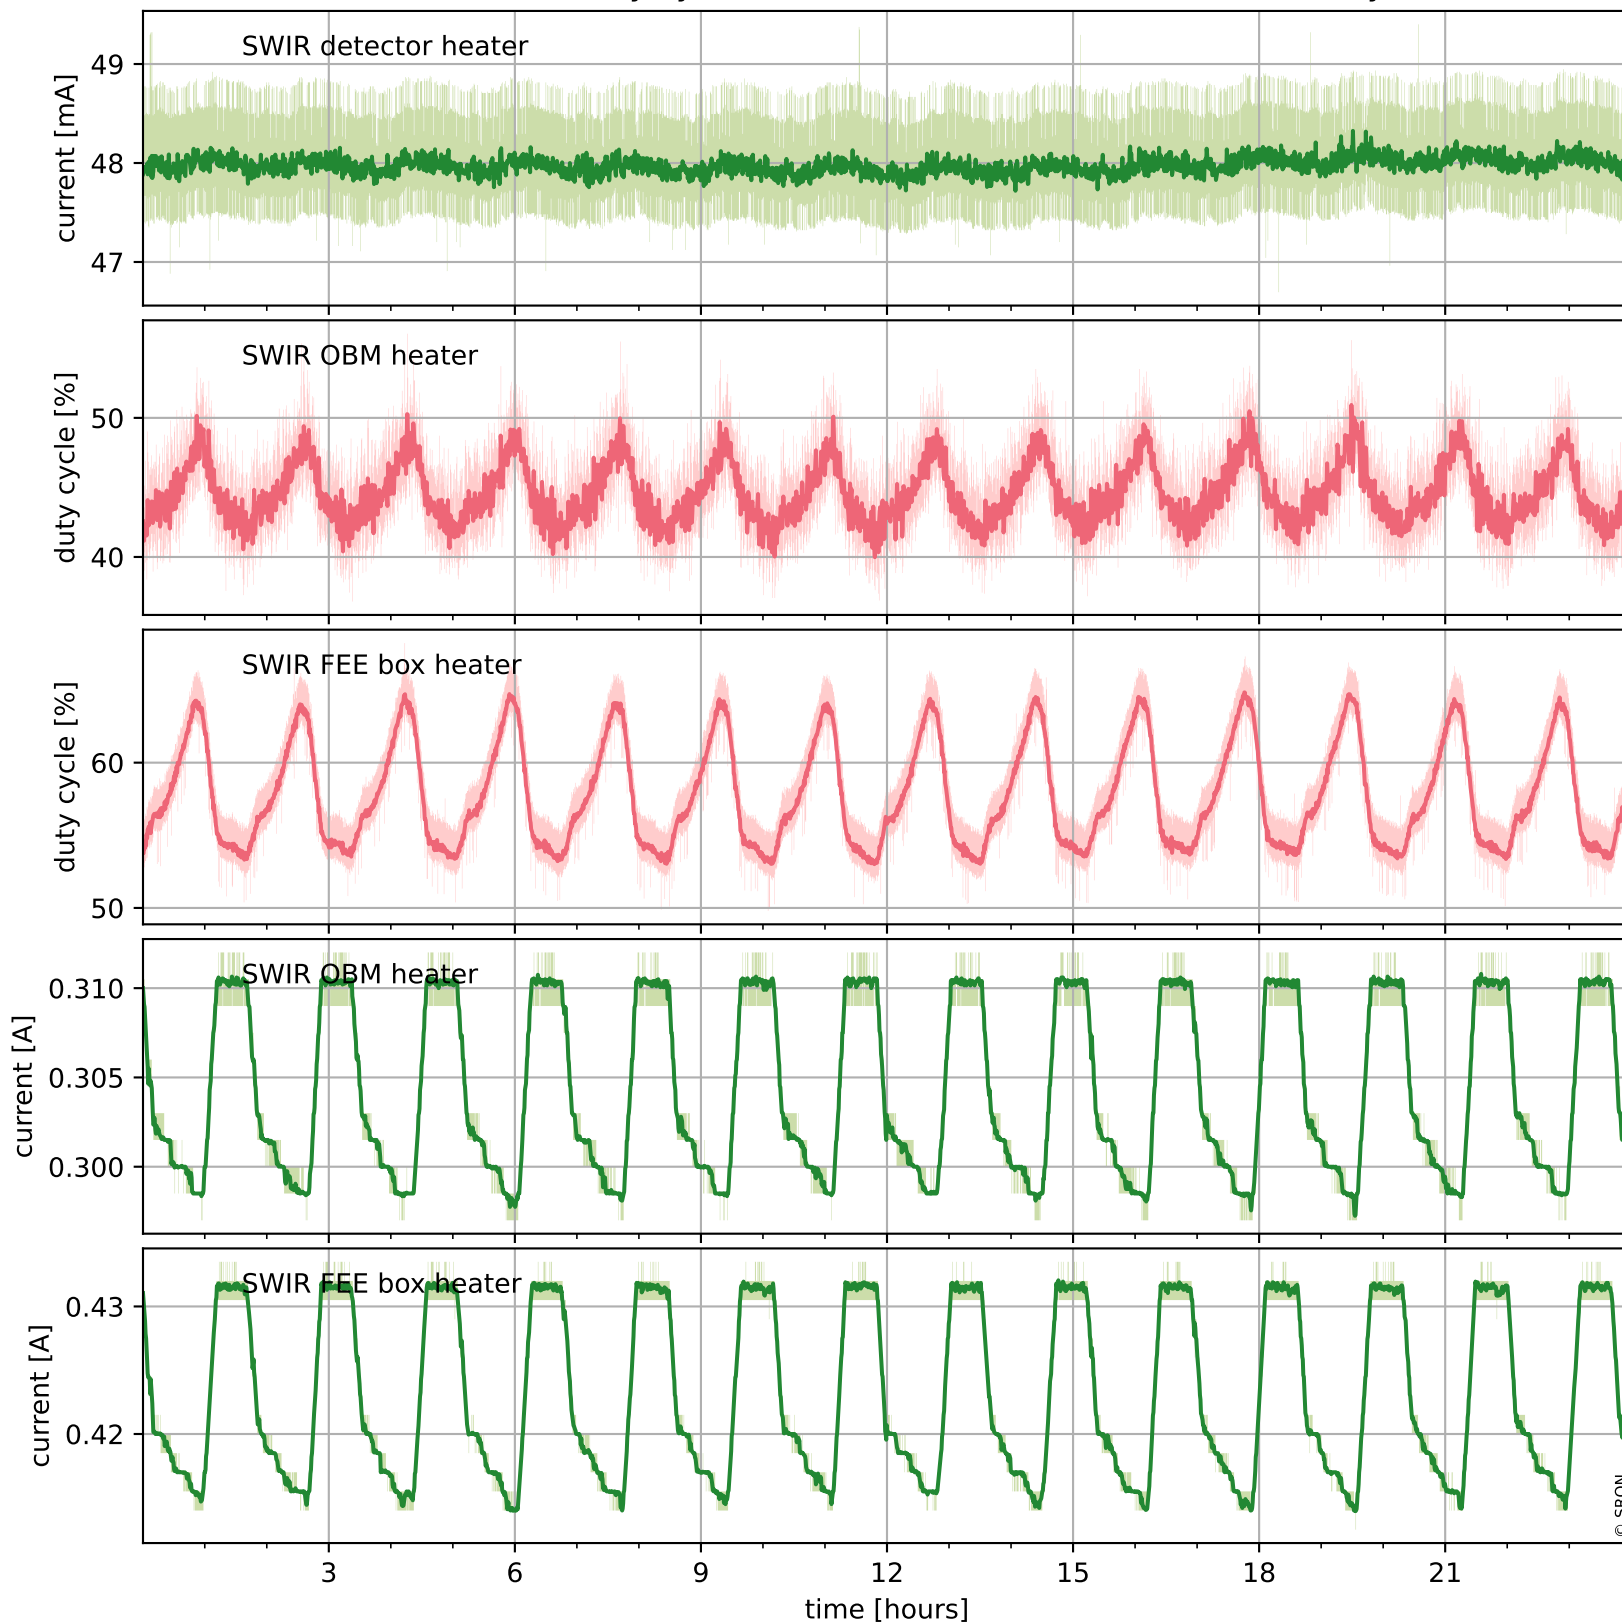 SWIR detector heater
49
48
47
current [mA]
SWIR OBM heater
50
40
duty cycle [%]
SWIR FEE box heater
60
50
duty cycle [%]
SWIR OBM heater
0.310
0.305
0.300
current [A]
SWIR FEE box heater
0.43
0.42
current [A]
3 6 9 12 15 18 21
time [hours]
© SRON